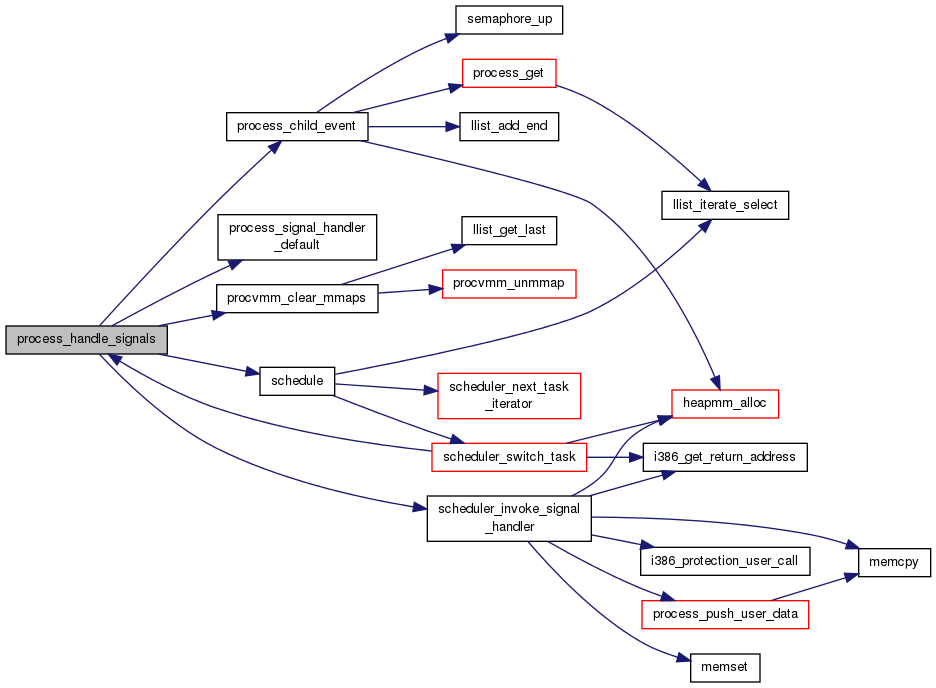 semaphore_up
process_get
process_child_event
llist_add_end
llist_iterate_select
process_signal_handler
_default
llist_get_last
procvmm_unmmap
procvmm_clear_mmaps
process_handle_signals
schedule
scheduler_next_task
_iterator
heapmm_alloc
scheduler_switch_task
i386_get_return_address
scheduler_invoke_signal
_handler
i386_protection_user_call
memcpy
process_push_user_data
memset